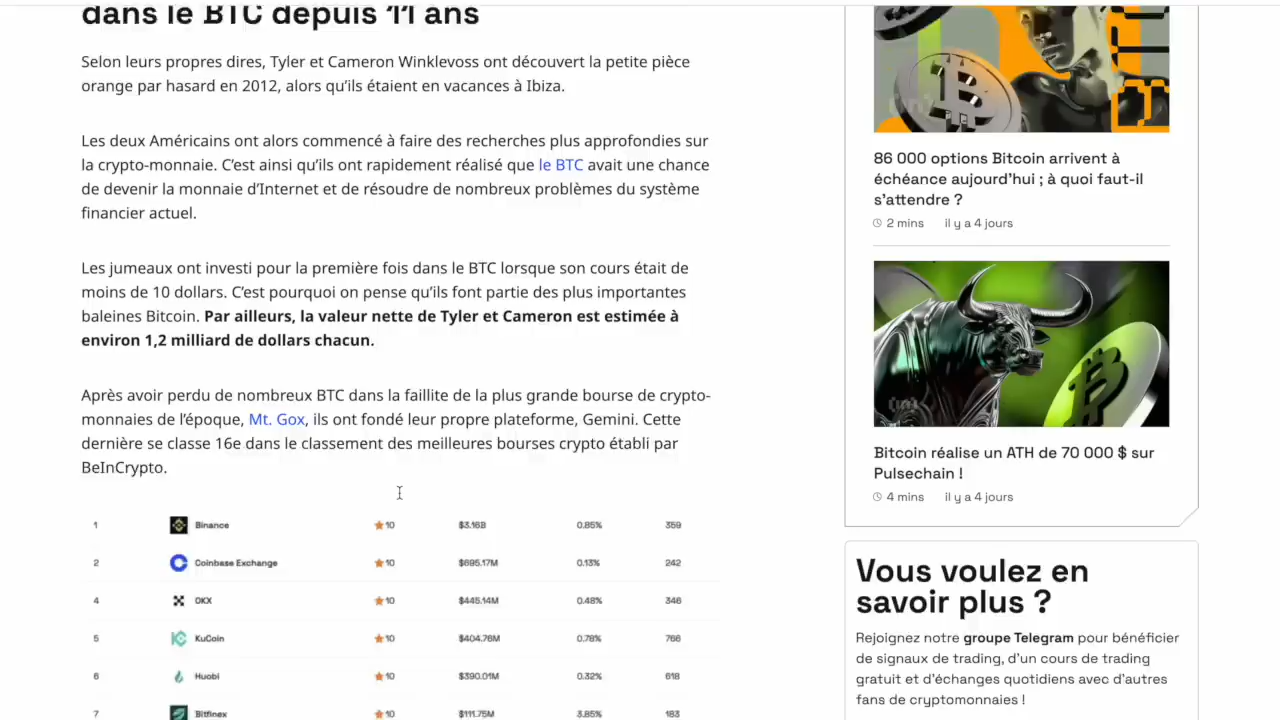 dans le BTC depuis 11 ans
Selon leurs propres dires, Tyler et Cameron Winklevoss ont découvert la petite pièce
orange par hasard en 2012, alors qu'ils étaient en vacances à Ibiza.
Les deux Américains ont alors commencé à faire des recherches plus approfondies sur
la crypto-monnaie. C'est ainsi qu'ils ont rapidement réalisé que le BTC avait une chance
de devenir la monnaie d'Internet et de résoudre de nombreux problèmes du système
financier actuel.
Les jumeaux ont investi pour la première fois dans le BTC lorsque son cours était de
moins de 10 dollars. C'est pourquoi on pense qu'ils font partie des plus importantes
baleines Bitcoin. Par ailleurs, la valeur nette de Tyler et Cameron est estimée à
environ 1,2 milliard de dollars chacun.
Après avoir perdu de nombreux BTC dans la faillite de la plus grande bourse de crypto-
monnaies de l'époque, Mt. Gox, ils ont fondé leur propre plateforme, Gemini. Cette
dernière se classe 16e dans le classement des meilleures bourses crypto établi par
BeInCrypto.
1 Binance 10 $3.16B 0.85% 359
2 Coinbase Exchange 10 $695.17M 0.13% 242
4 OKX 10 $445.14M 0.48% 346
5 KuCoin 10 $404.76M 0.78% 766
6 Huobi 10 $390.01M 0.32% 618
7 Bitfinex 10 $111.75M 3.85% 183
86 000 options Bitcoin arrivent à
échéance aujourd'hui ; à quoi faut-il
s'attendre ?
2 mins il y a 4 jours
Bitcoin réalise un ATH de 70 000 $ sur
Pulsechain !
4 mins il y a 4 jours
Vous voulez en
savoir plus ?
Rejoignez notre groupe Telegram pour bénéficier
de signaux de trading, d'un cours de trading
gratuit et d'échanges quotidiens avec d'autres
fans de cryptomonnaies !